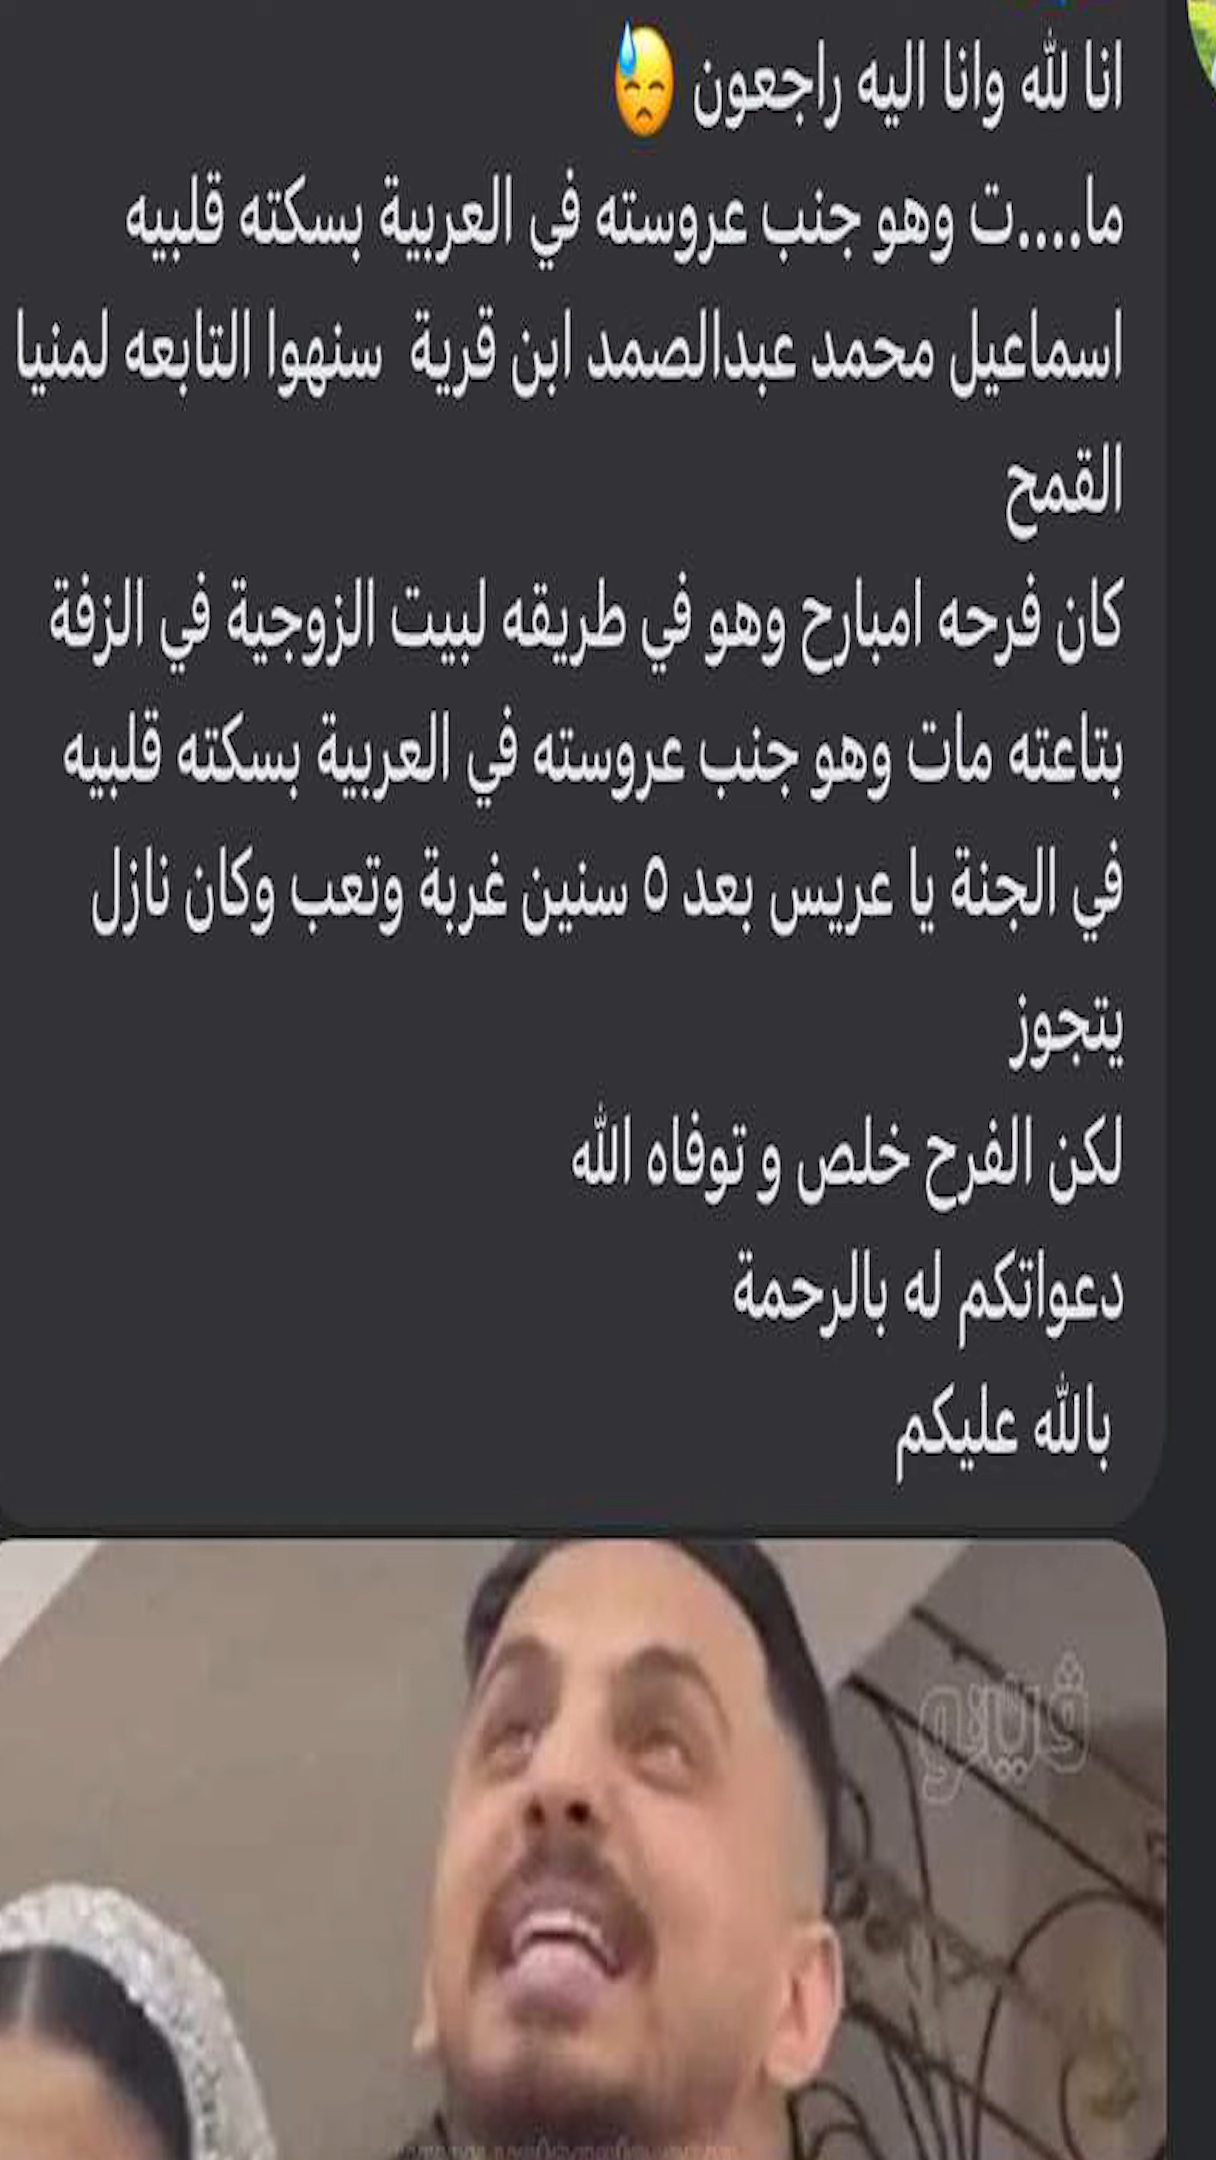 انا لله وانا اليه راجعون 😓
ما....ت وهو جنب عروسته في العربية بسكته قلبيه
اسماعيل محمد عبدالصمد ابن قرية سنهوا التابعه لمنيا
القمح
كان فرحه امبارح وهو في طريقه لبيت الزوجية في الزفة
بتاعته مات وهو جنب عروسته في العربية بسكته قلبيه
في الجنة يا عريس بعد ٥ سنين غربة وتعب وكان نازل
يتجوز
لكن الفرح خلص و توفاه الله
دعواتكم له بالرحمة
بالله عليكم